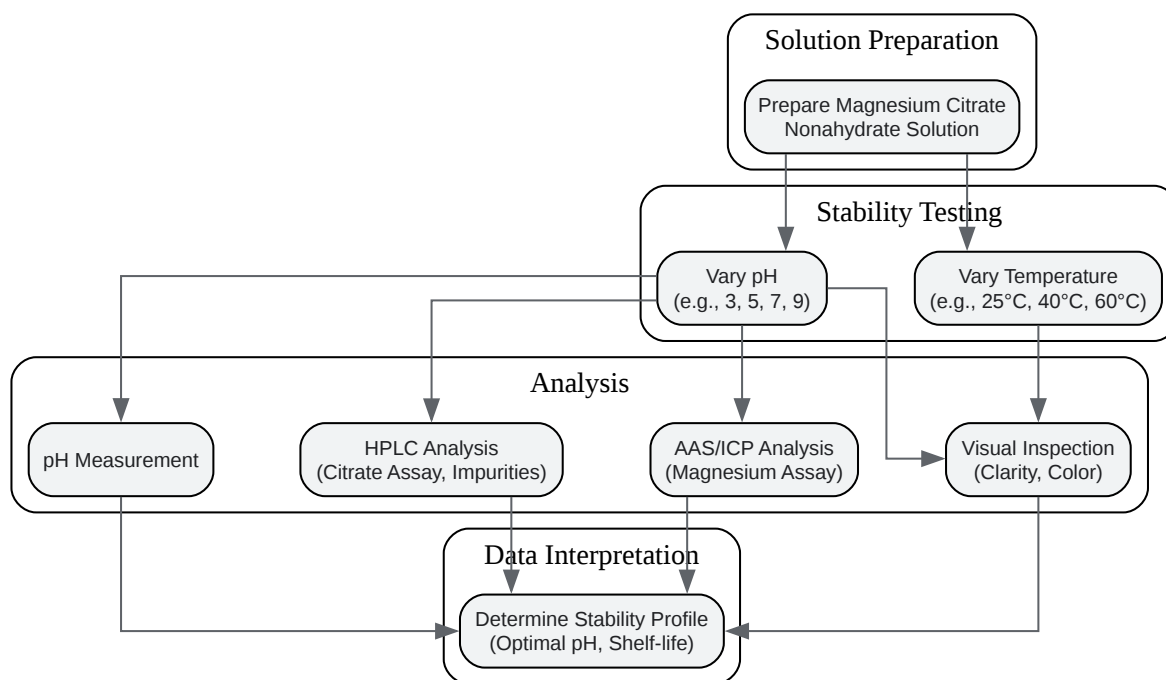 Solution Preparation
Prepare Magnesium Citrate
Nonahydrate Solution
Stability Testing
Vary pH
(e.g., 3, 5, 7, 9)
Vary Temperature
(e.g., 25°C, 40°C, 60°C)
Analysis
pH Measurement
HPLC Analysis
(Citrate Assay, Impurities)
AAS/ICP Analysis
(Magnesium Assay)
Visual Inspection
(Clarity, Color)
Data Interpretation
Determine Stability Profile
(Optimal pH, Shelf-life)